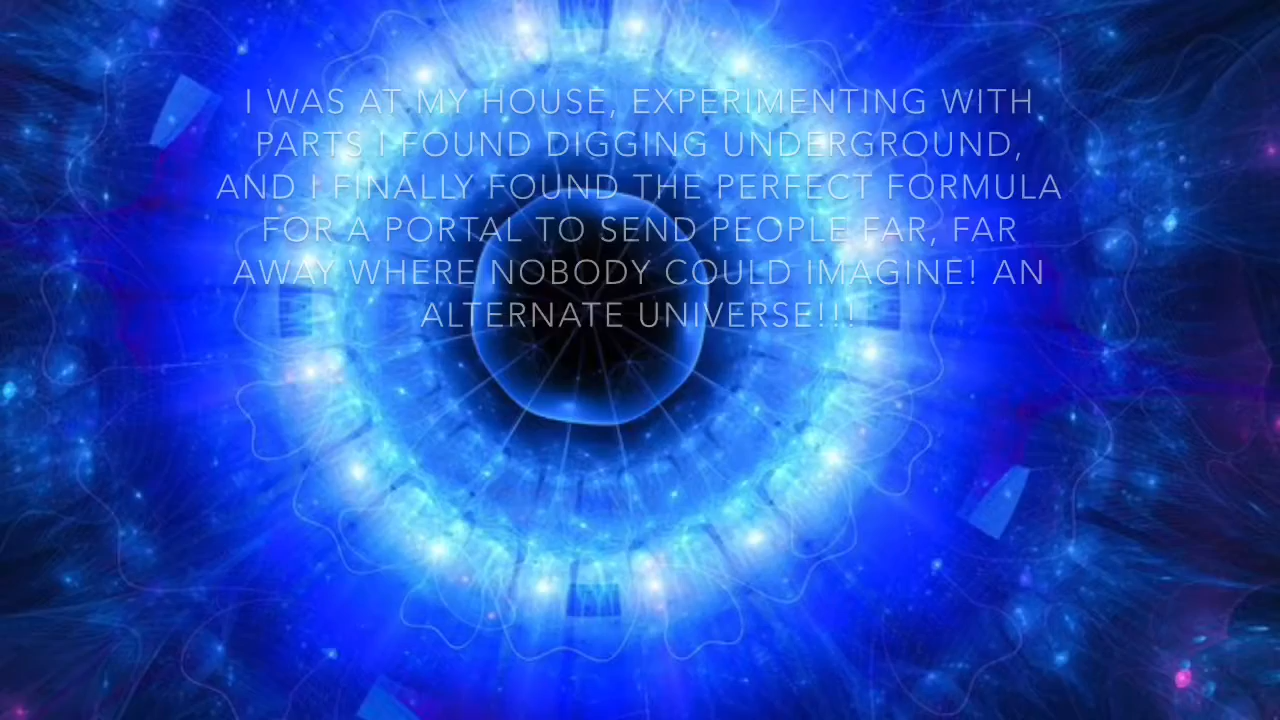 I WAS AT MY HOUSE, EXPERIMENTING WITH
PARTS I FOUND DIGGING UNDERGROUND,
AND I FINALLY FOUND THE PERFECT FORMULA
FOR A PORTAL TO SEND PEOPLE FAR, FAR
AWAY WHERE NOBODY COULD IMAGINE! AN
ALTERNATE UNIVERSE!!!